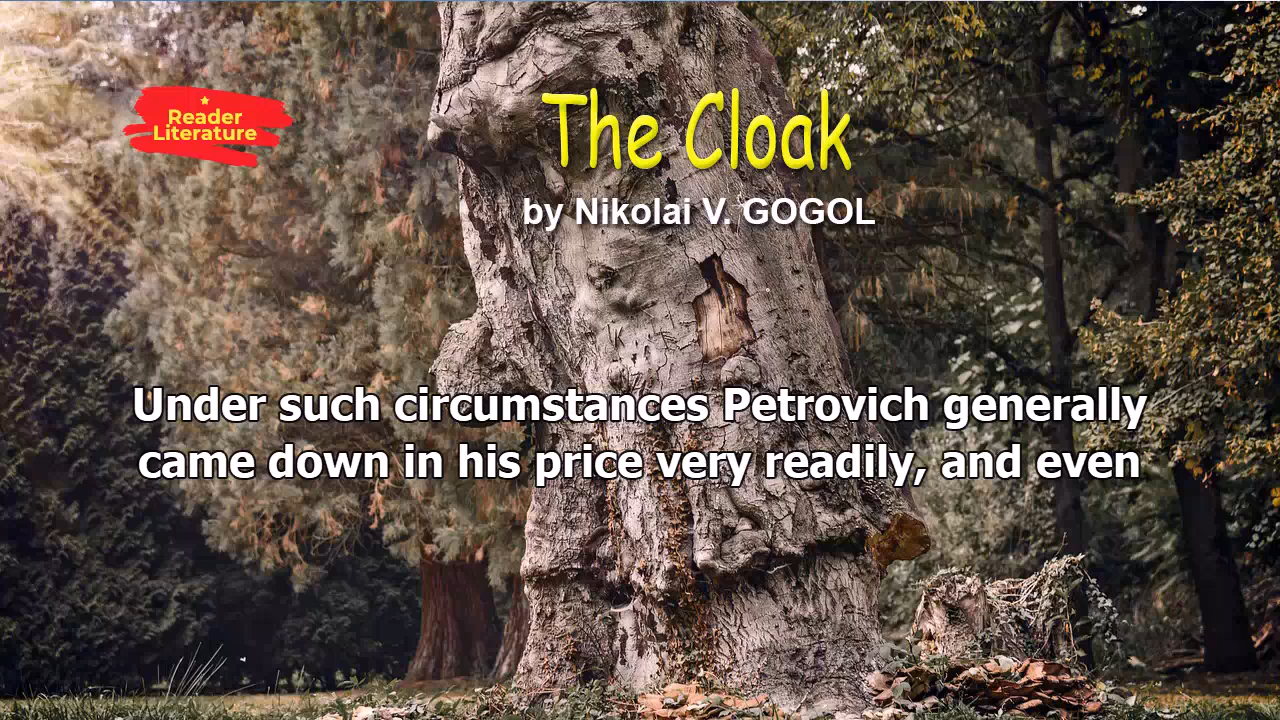 Reader
Literature
The Cloak
by Nikolai V. GOGOL
Under such circumstances Petrovich generally
came down in his price very readily, and even